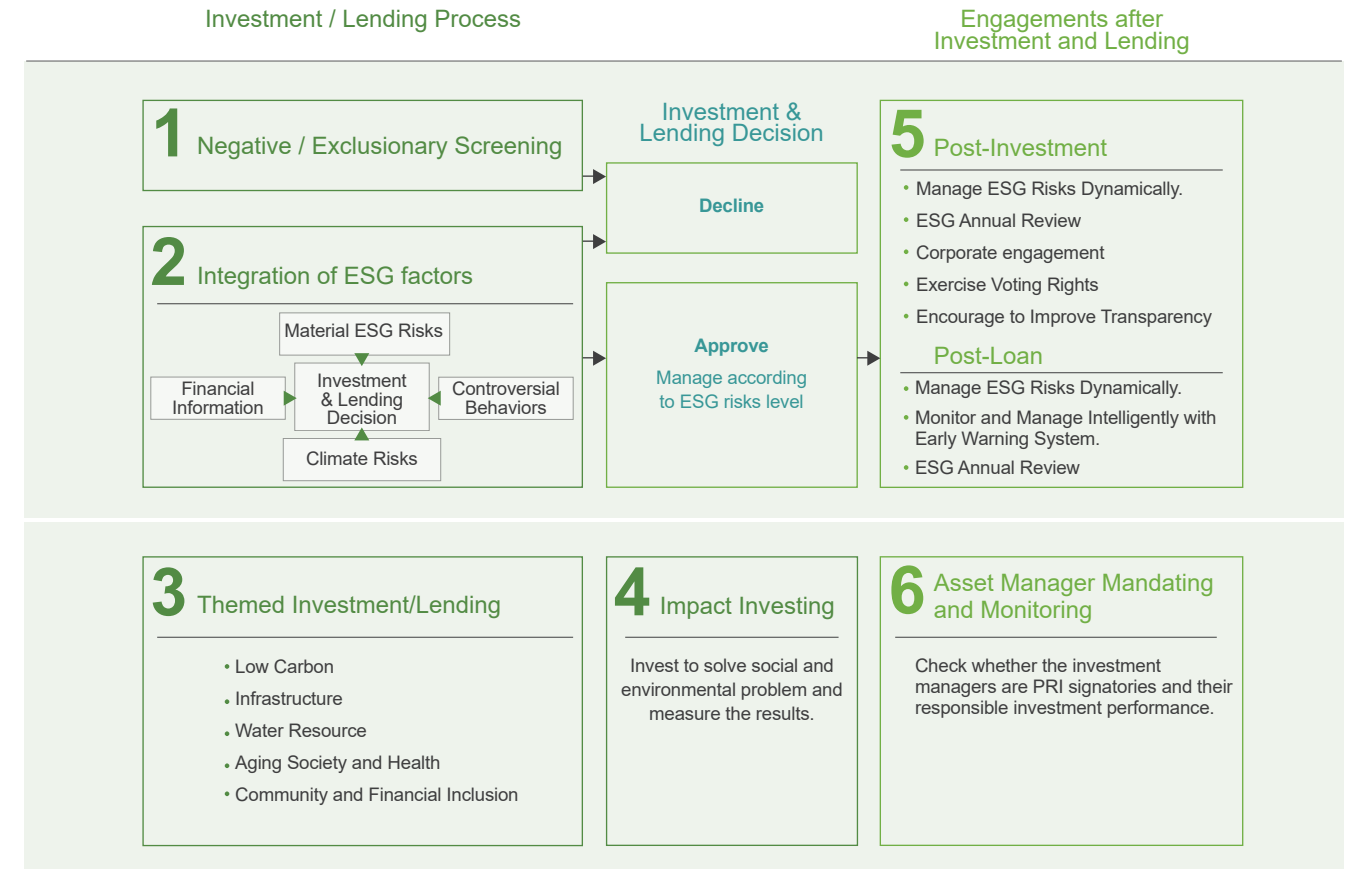 Investment / Lending Process
Engagements after
Investment and Lending
1
Negative / Exclusionary Screening
2
Integration of ESG factors
Material ESG Risks
Financial
Information
Investment
& Lending
Decision
Controversial
Behaviors
Climate Risks
Investment &
Lending Decision
Decline
Approve
Manage according
to ESG risks level
5
Post-Investment
• Manage ESG Risks Dynamically.
• ESG Annual Review
• Corporate engagement
• Exercise Voting Rights
• Encourage to Improve Transparency
Post-Loan
• Manage ESG Risks Dynamically.
• Monitor and Manage Intelligently with
Early Warning System.
• ESG Annual Review
3
Themed Investment/Lending
• Low Carbon
• Infrastructure
• Water Resource
• Aging Society and Health
• Community and Financial Inclusion
4
Impact Investing
Invest to solve social and
environmental problem and
measure the results.
6
Asset Manager Mandating
and Monitoring
Check whether the investment
managers are PRI signatories and their
responsible investment performance.